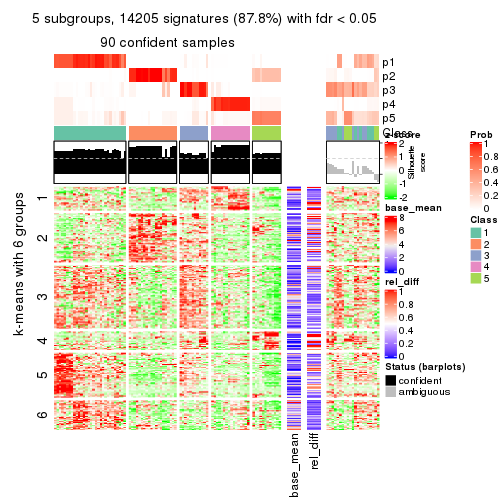 5 subgroups, 14205 signatures (87.8%) with fdr < 0.05
90 confident samples
p1
p2
p3
p4
p5
Class
Silhouette
score
1
2
3
4
5
6
k-means with 6 groups
base_mean
rel_diff
z-score
2
1
0
-1
-2
base_mean
8
6
4
2
0
rel_diff
1
0.8
0.6
0.4
0.2
0
Status (barplots)
confident
ambiguous
Prob
1
0.8
0.6
0.4
0.2
0
Class
1
2
3
4
5